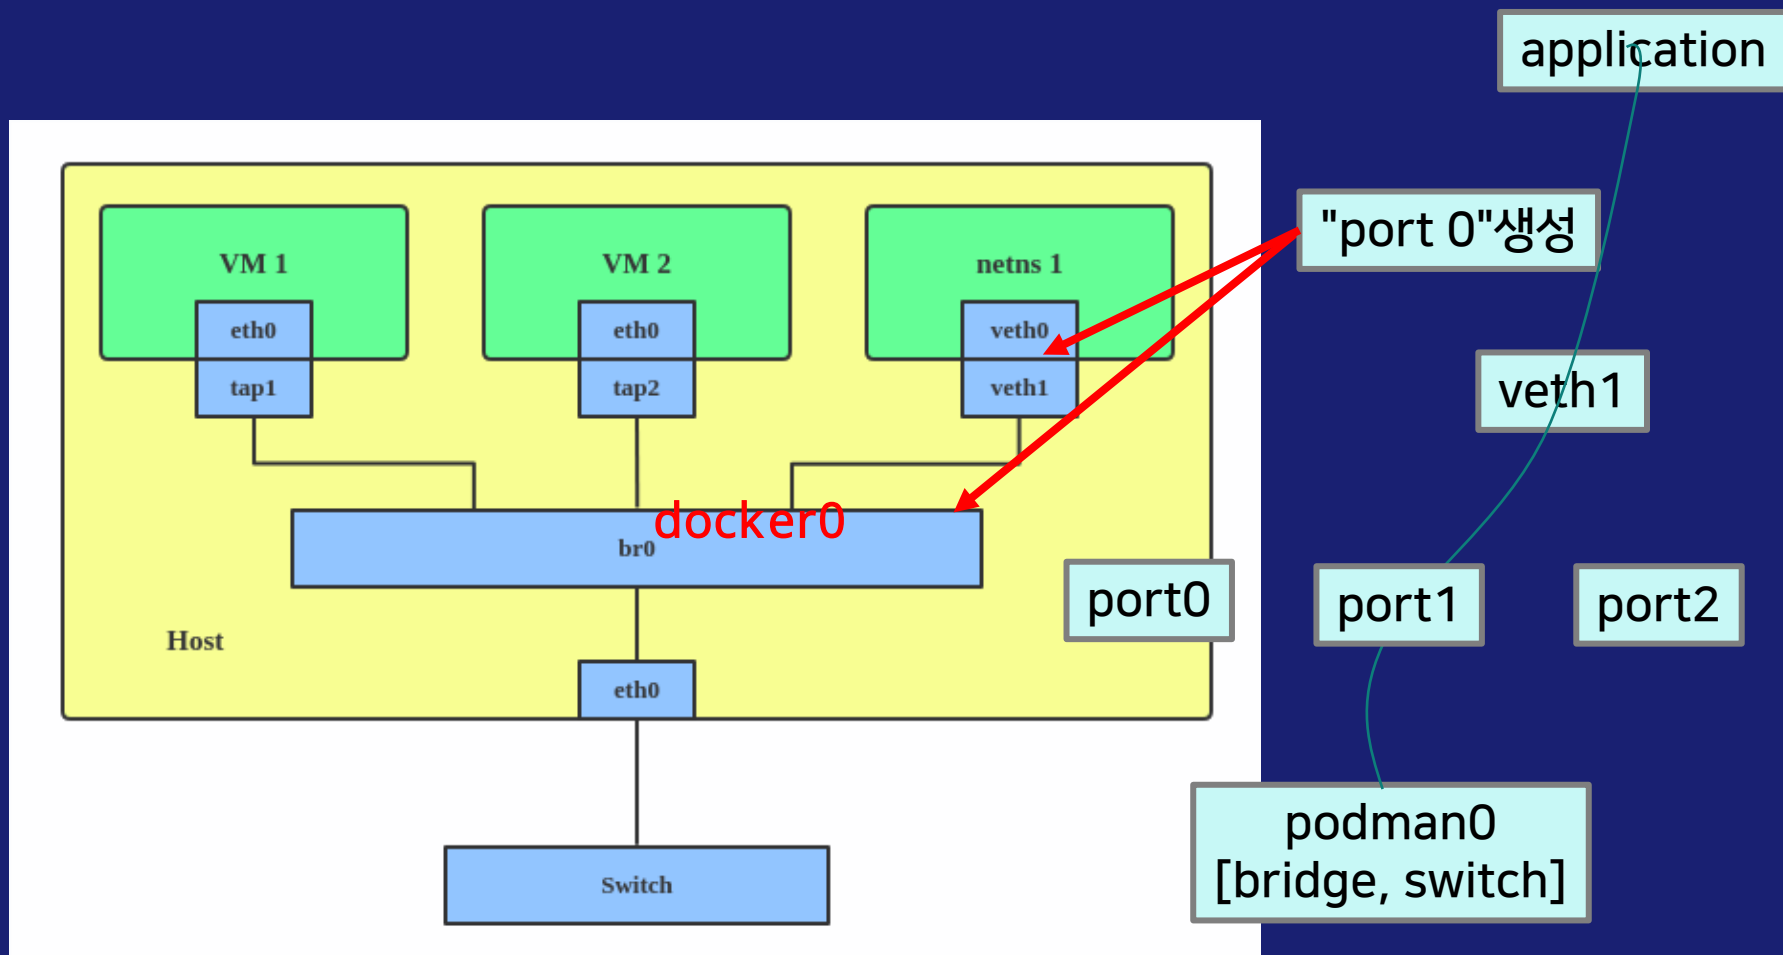 application
"port 0"생성
VM 1
VM 2
netns 1
eth0
eth0
veth0
tap1
tap2
veth1
veth1
docker0
br0
port0
port1
port2
Host
eth0
podman0
[bridge, switch]
Switch